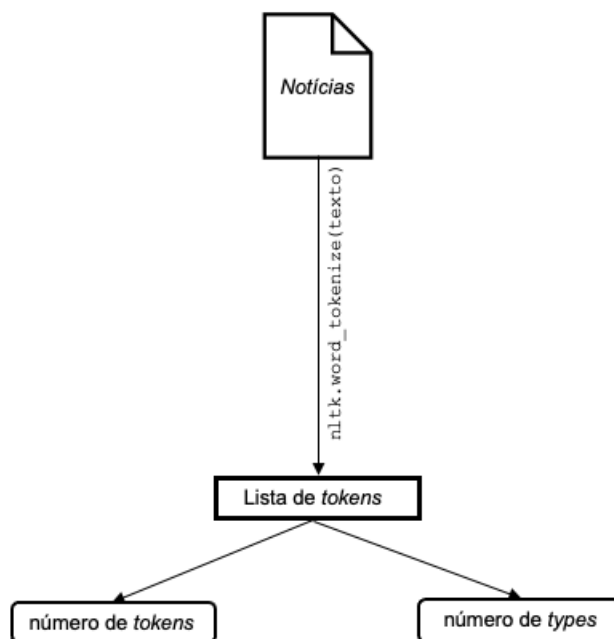 Notícias
nltk.word_tokenize(texto)
Lista de tokens
número de tokens
número de types